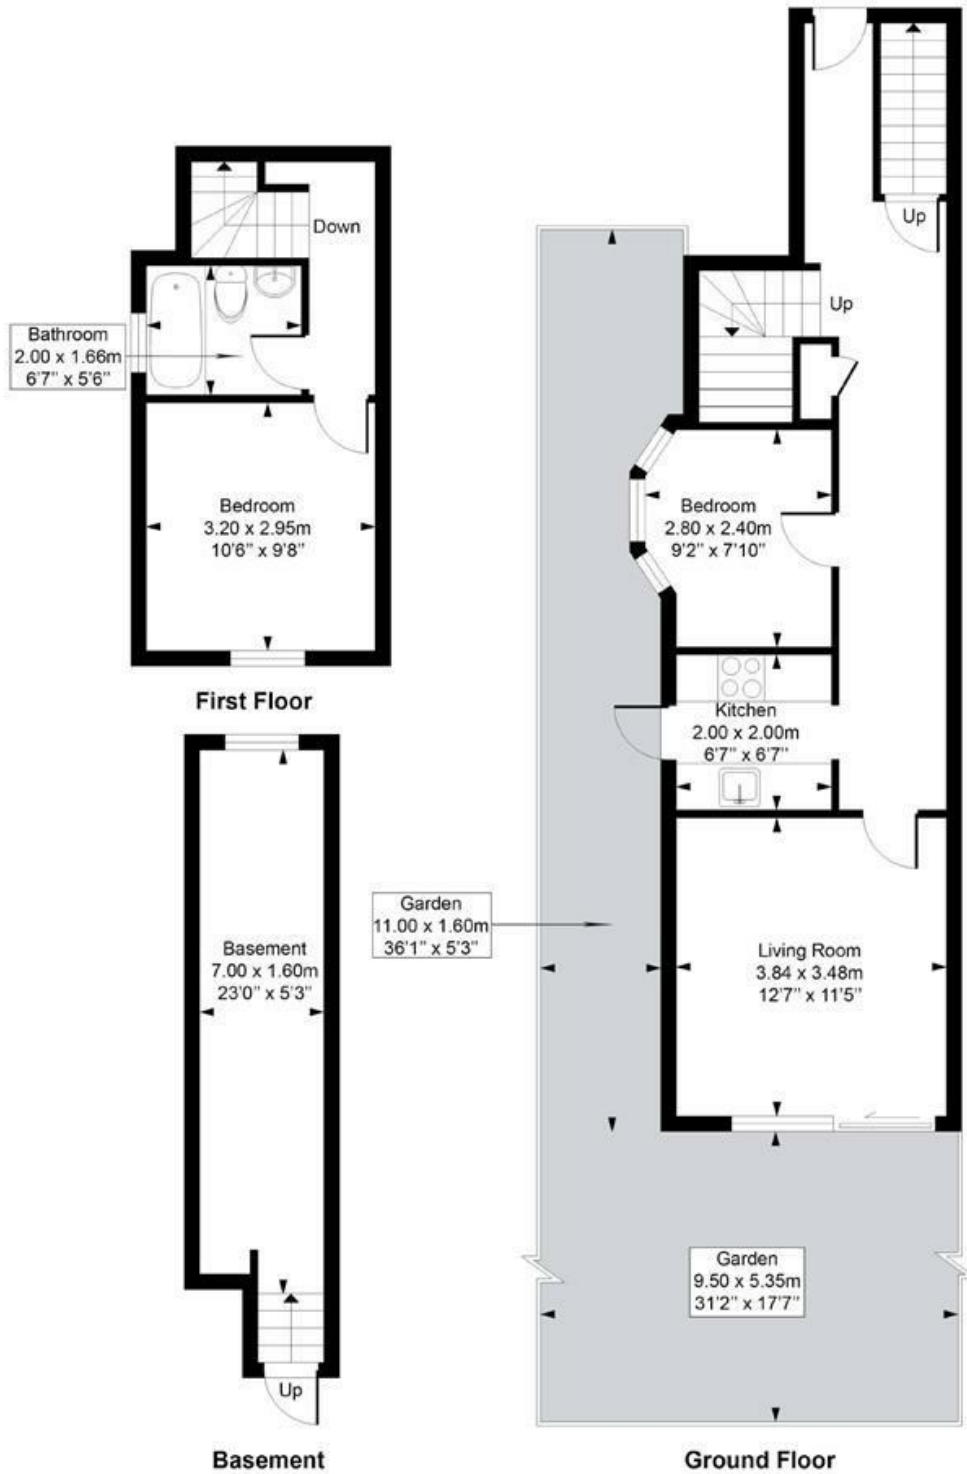 Down
Bathroom
2.00 x 1.66m
6'7" x 5'6"
Bedroom
3.20 x 2.95m
10'6" x 9'8"
First Floor
Basement
7.00 x 1.60m
23'0" x 5'3"
Up
Basement
Up
Up
Bedroom
2.80 x 2.40m
9'2" x 7'10"
Kitchen
2.00 x 2.00m
6'7" x 6'7"
Garden
11.00 x 1.60m
36'1" x 5'3"
Living Room
3.84 x 3.48m
12'7" x 11'5"
Garden
9.50 x 5.35m
31'2" x 17'7"
Ground Floor